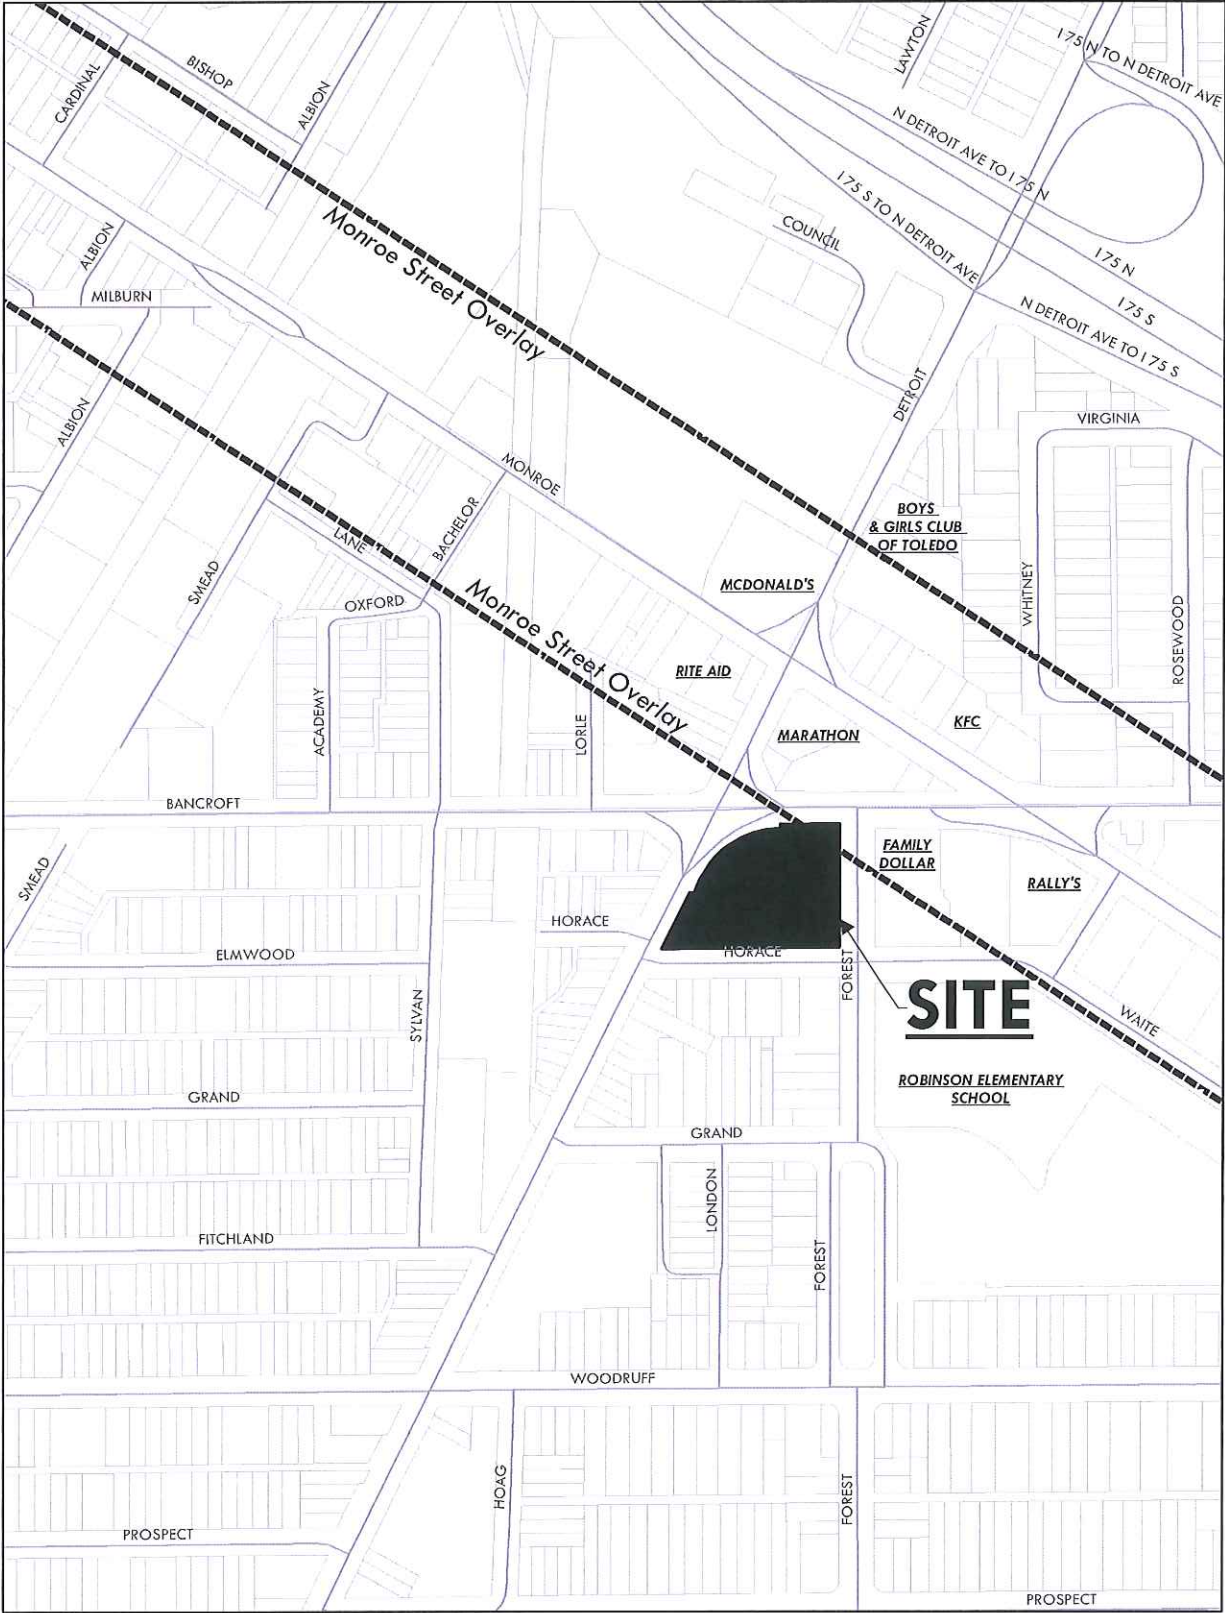 LAWTON
I 75 N TO N DETROIT AVE
BISHOP
CARDINAL
ALBION
N DETROIT AVE TO I 75 N
I 75 S TO N DETROIT AVE
COUNCIL
Monroe Street Overlay
ALBION
I 75 N
MILBURN
I 75 S
N DETROIT AVE TO I 75 S
DETROIT
ALBION
VIRGINIA
MONROE
BACHELOR
LANE
BOYS
& GIRLS CLUB
OF TOLEDO
SMEAD
MCDONALD'S
WHITNEY
OXFORD
Monroe Street Overlay
ROSEWOOD
RITE AID
ACADEMY
LORLE
MARATHON
KFC
BANCROFT
FAMILY
DOLLAR
SMEAD
RALLY'S
HORACE
ELMWOOD
HORACE
FOREST
SYLVAN
SITE
WAITE
ROBINSON ELEMENTARY
SCHOOL
GRAND
GRAND
LONDON
FITCHLAND
FOREST
WOODRUFF
HOAG
FOREST
PROSPECT
PROSPECT